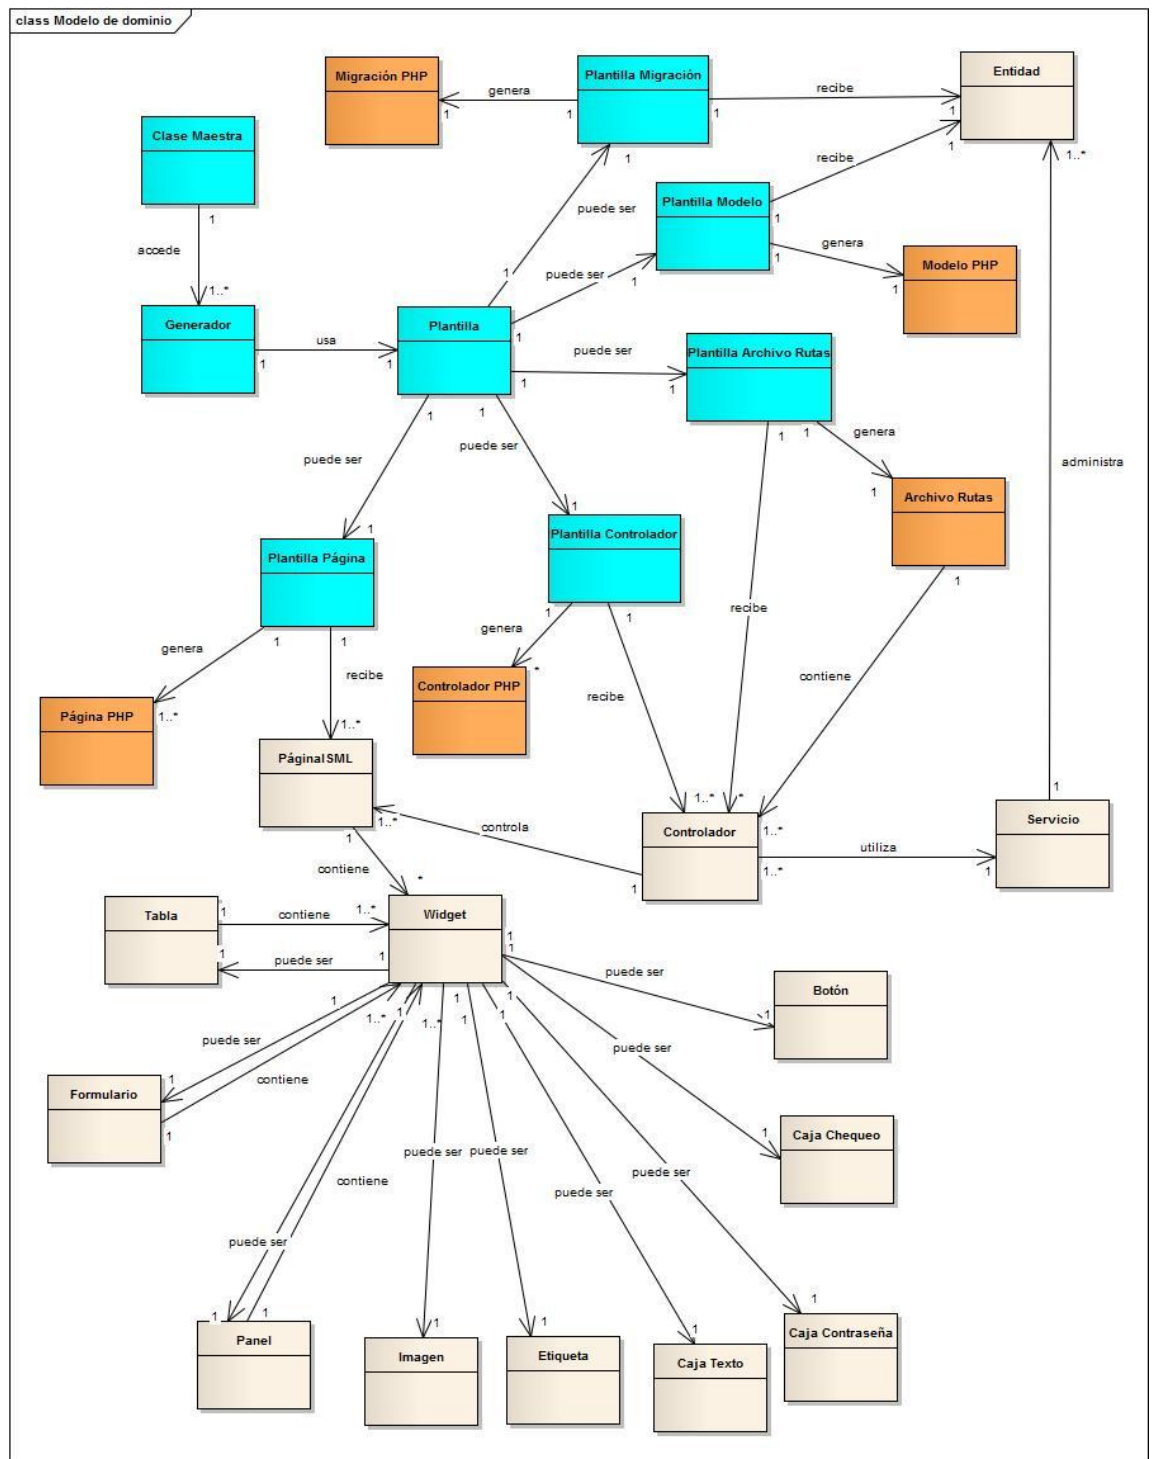 class Modelo de dominio
Migración PHP
Plantilla Migración
Entidad
genera
1
1
recibe
1
1
Clase Maestra
1
1
recibe
1
1..*
puede ser
Plantilla Modelo
1
1
accede
genera
puede ser
1
Modelo PHP
1
1
1..*
1
Generador
Plantilla
1
usa
puede ser
Plantilla Archivo Rutas
1
1
1
1
1
1
1
1
genera
puede ser
puede ser
administra
1
Archivo Rutas
1
1
Plantilla Controlador
Plantilla Página
1
1
1
recibe
1
1
genera
genera
recibe
*
contiene
Controlador PHP
recibe
Página PHP
1..*
1..*
PáginaISML
1..*
*
1
1..*
controla
Controlador
1..*
Servicio
1
utiliza
contiene
1
1..*
1
*
Tabla
1
contiene
1..*
Widget
1
1
1
puede ser
1
puede ser
Botón
1
1..*
1
1..*
1
1
1
1
1
puede ser
puede ser
1
contiene
Formulario
1
1
Caja Chequeo
puede ser
puede ser
contiene
puede ser
puede ser
puede ser
1
1
1
1
1
1
Panel
Imagen
Etiqueta
Caja Texto
Caja Contraseña